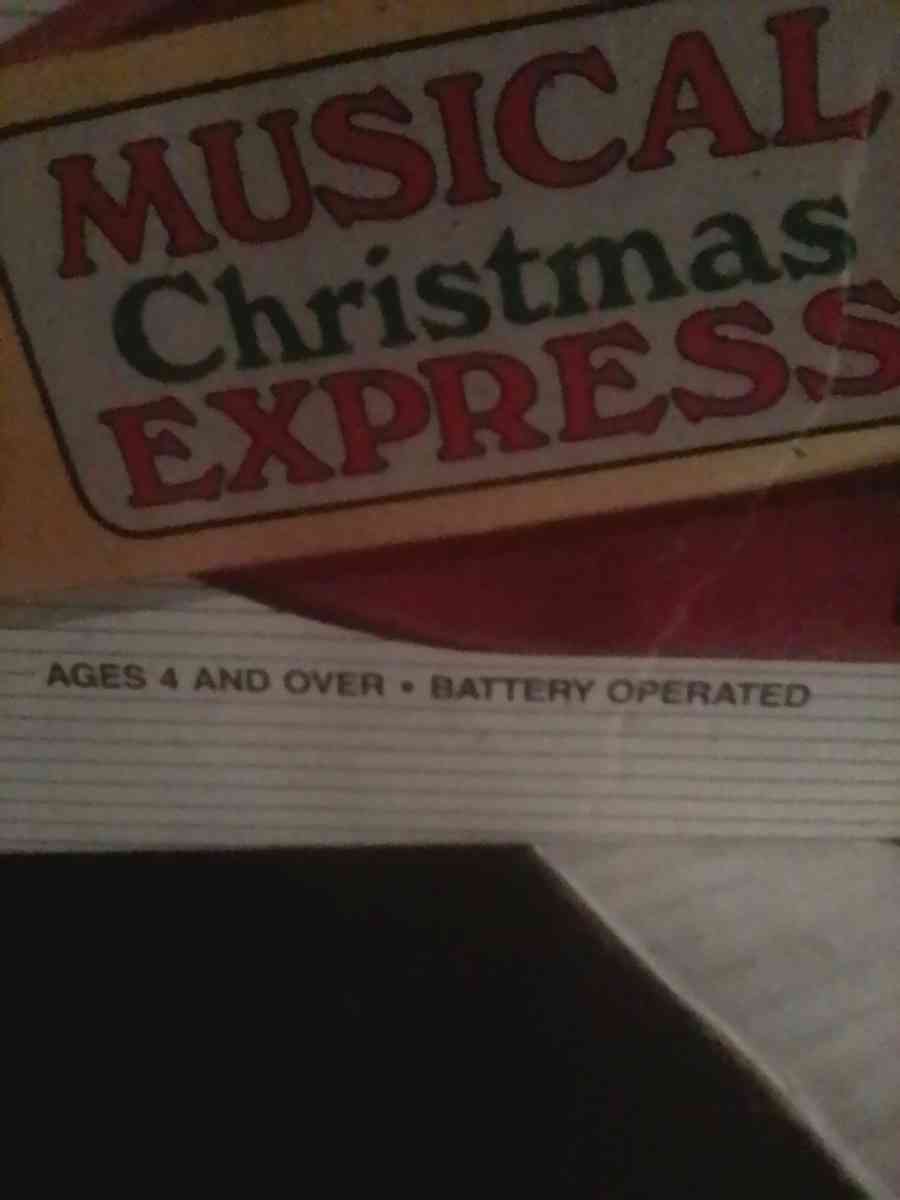 MUSICAL
Christmas
EXPRESS
AGES 4 AND OVER • BATTERY OPERATED